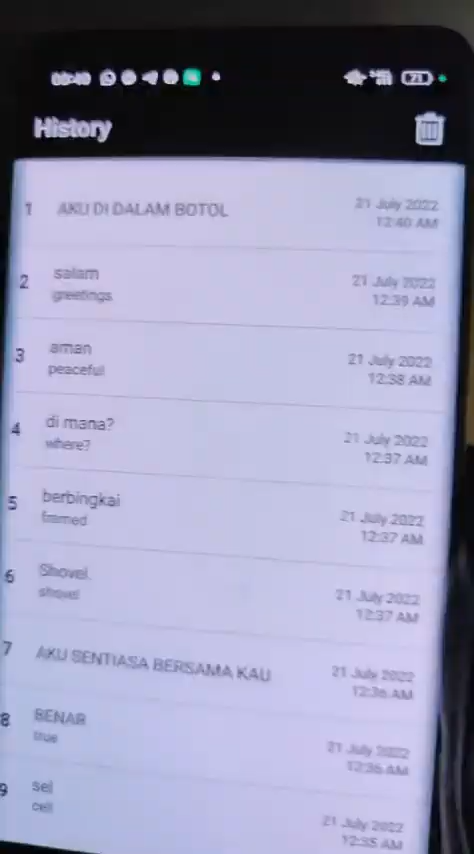 00:40
71
History
1 AKU DI DALAM BOTOL 21 July 2022
12:40 AM
2 salam 21 July 2022
greetings 12:39 AM
3 aman 21 July 2022
peaceful 12:38 AM
4 di mana? 21 July 2022
where? 12:37 AM
5 berbingkai 21 July 2022
framed 12:37 AM
6 Shovel. 21 July 2022
shovel 12:37 AM
7 AKU SENTIASA BERSAMA KAU 21 July 2022
12:36 AM
8 BENAR 21 July 2022
true 12:36 AM
9 sel 21 July 2022
cell 12:35 AM